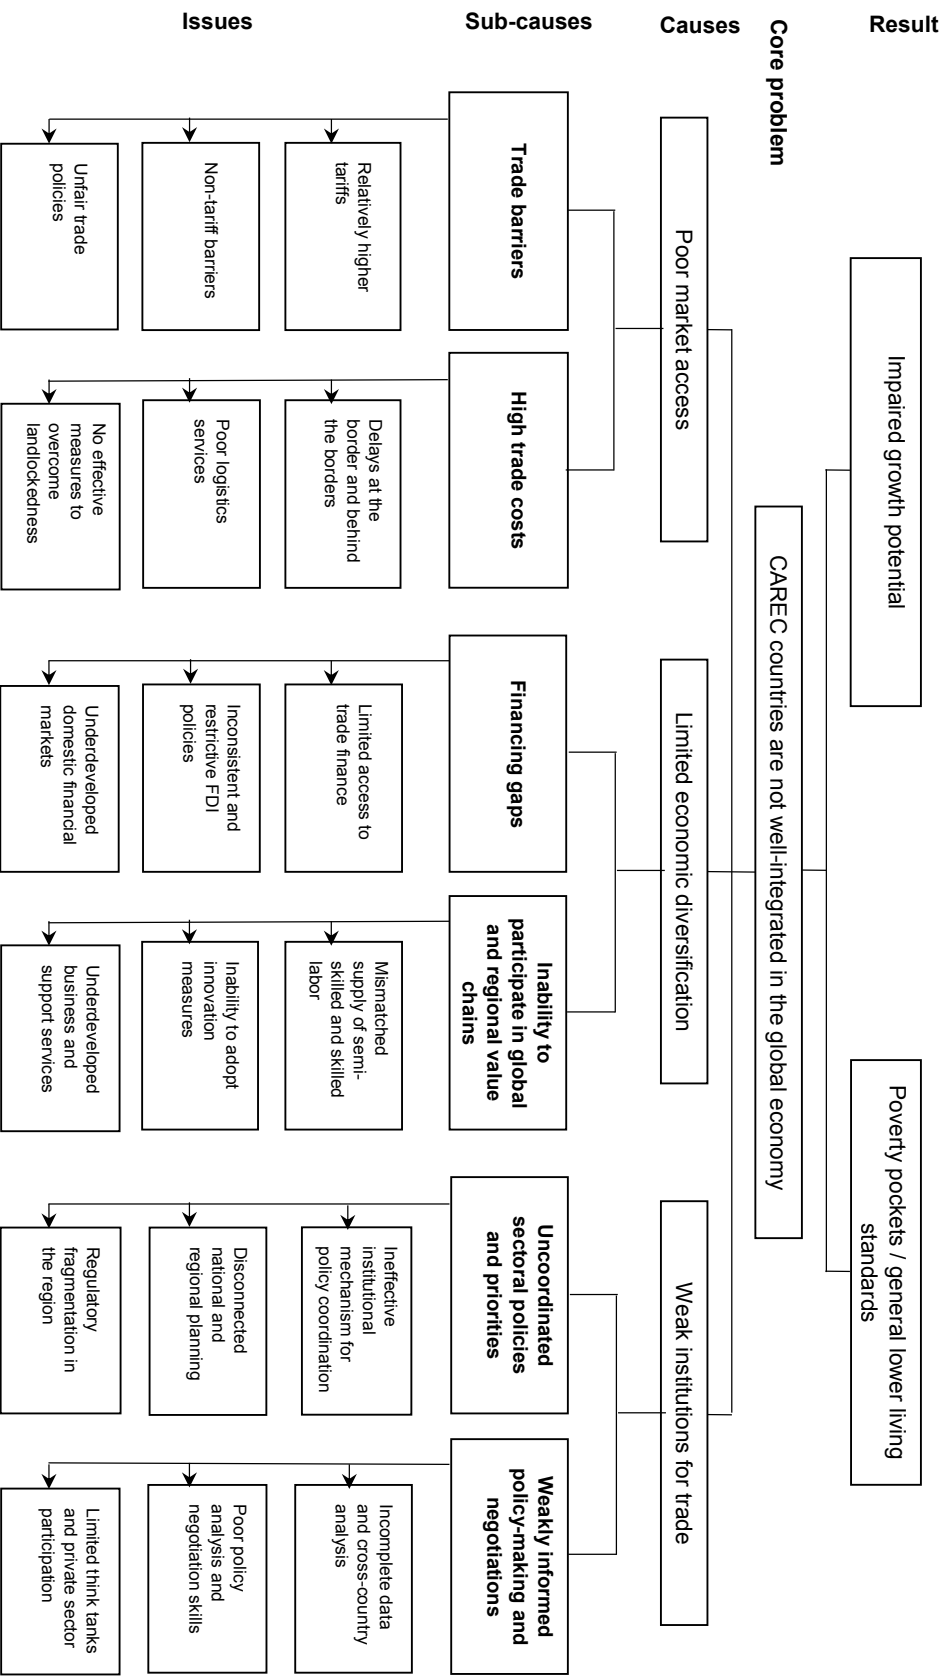 Result
Impaired growth potential
Poverty pockets / general lower living
standards
Core problem
CAREC countries are not well-integrated in the global economy
Causes
Poor market access
Limited economic diversification
Weak institutions for trade
Sub-causes
Trade barriers
High trade costs
Financing gaps
Inability to
participate in global
and regional value
chains
Uncoordinated
sectoral policies
and priorities
Weakly informed
policy-making and
negotiations
Issues
Relatively higher
tariffs
Non-tariff barriers
Unfair trade
policies
Delays at the
border and behind
the borders
Poor logistics
services
No effective
measures to
overcome
landlockedness
Limited access to
trade finance
Inconsistent and
restrictive FDI
policies
Underdeveloped
domestic financial
markets
Mismatched
supply of semi-
skilled and skilled
labor
Inability to adopt
innovation
measures
Underdeveloped
business and
support services
Ineffective
institutional
mechanism for
policy coordination
Disconnected
national and
regional planning
Regulatory
fragmentation in
the region
Incomplete data
and cross-country
analysis
Poor policy
analysis and
negotiation skills
Limited think tanks
and private sector
participation